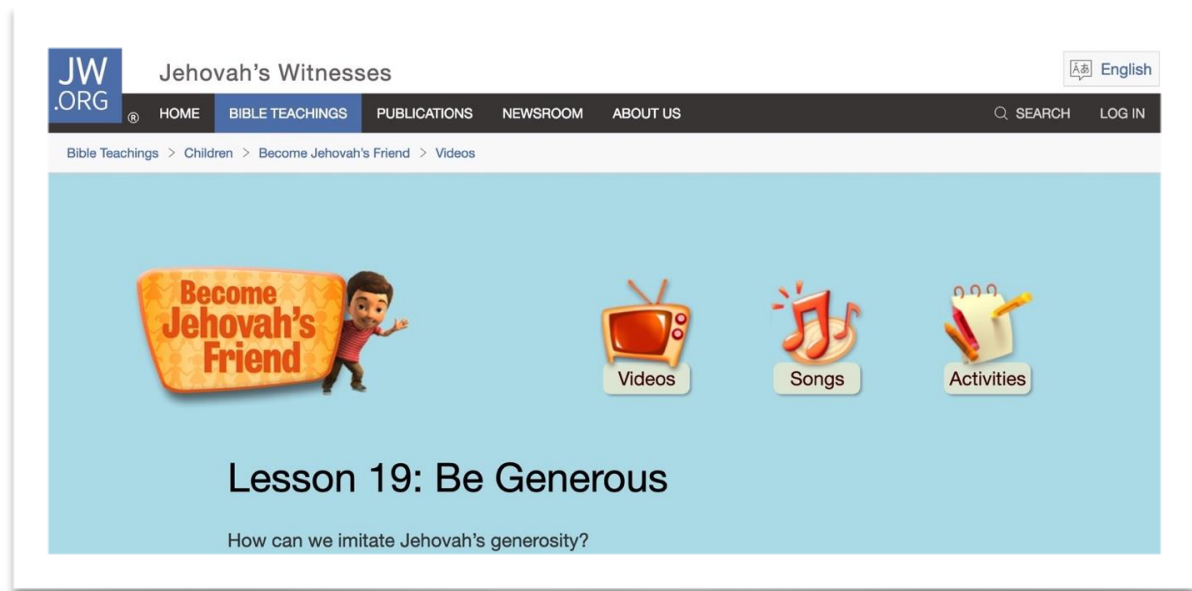 JW
.ORG
®
Jehovah's Witnesses
English
HOME BIBLE TEACHINGS PUBLICATIONS NEWSROOM ABOUT US SEARCH LOG IN
Bible Teachings > Children > Become Jehovah's Friend > Videos
Become
Jehovah's
Friend
Videos
Songs
Activities
Lesson 19: Be Generous
How can we imitate Jehovah's generosity?